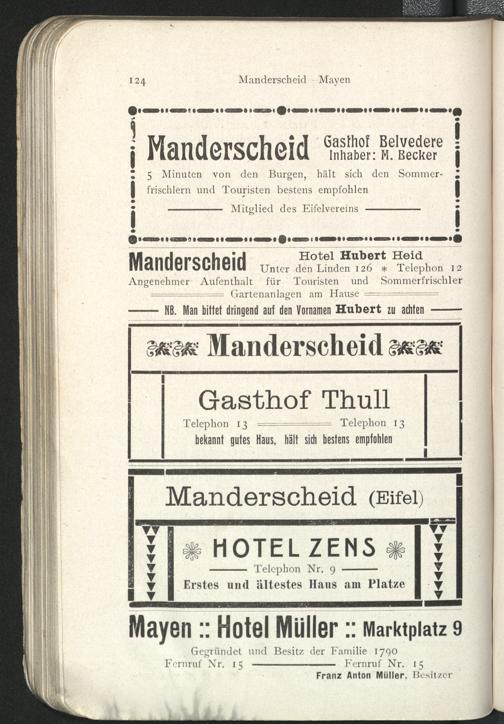 124 Manderscheid — Mayen
Manderscheid Gasthof Belvedere
Inhaber: M. Becker
5 Minuten von den Burgen, hält sich den Sommer-
frischlern und Touristen bestens empfohlen
Mitglied des Eifelvereins
Manderscheid Hotel Hubert Heid
Unter den Linden 126 * Telephon 12
Angenehmer Aufenthalt für Touristen und Sommerfrischler
Gartenanlagen am Hause
NB. Man bittet dringend auf den Vornamen Hubert zu achten
Manderscheid
Gasthof Thull
Telephon 13 Telephon 13
bekannt gutes Haus, hält sich bestens empfohlen
Manderscheid (Eifel)
HOTEL ZENS
Telephon Nr. 9
Erstes und ältestes Haus am Platze
Mayen :: Hotel Müller :: Marktplatz 9
Gegründet und Besitz der Familie 1790
Fernruf Nr. 15 Fernruf Nr. 15
Franz Anton Müller, Besitzer